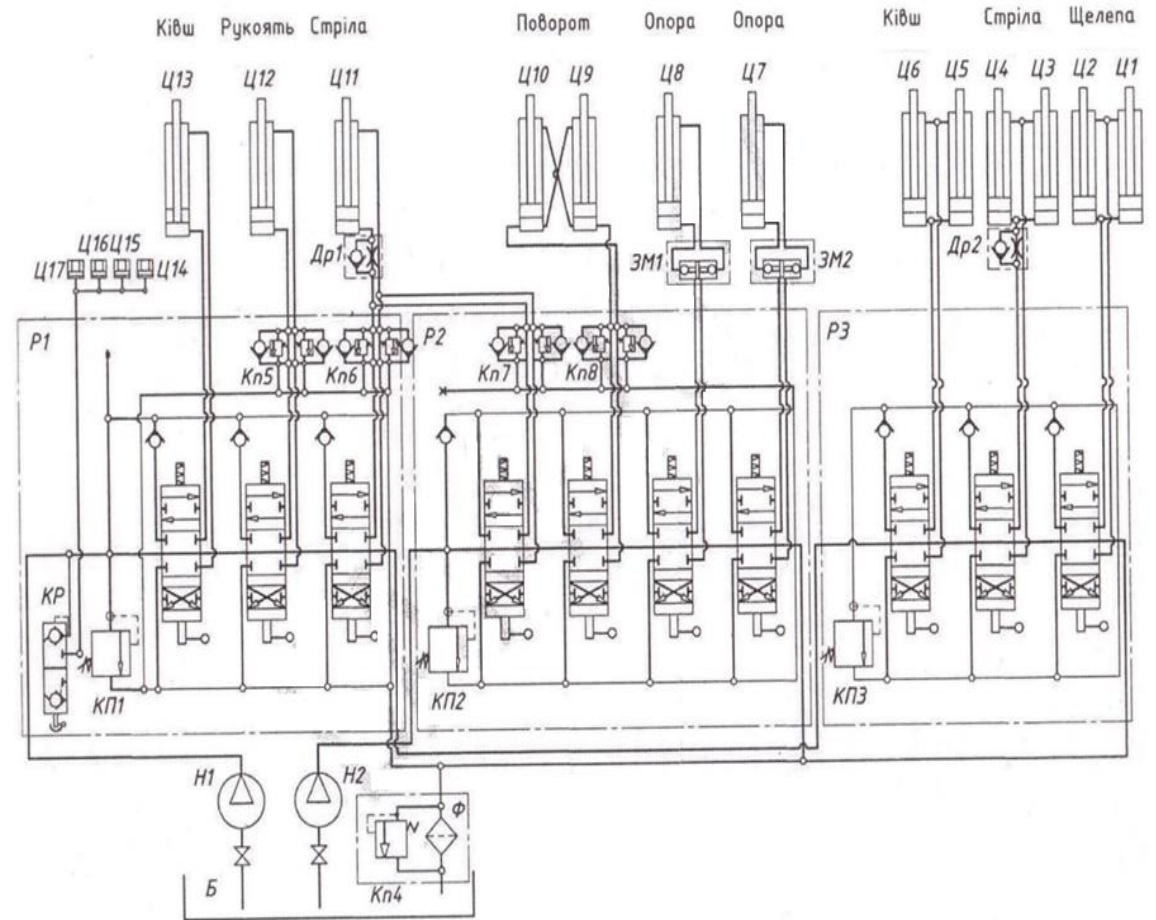 Ківш Рукоять Стріла Поворот Опора Опора Ківш Стріла Щелепа
Ц13 Ц12 Ц11 Ц10 Ц9 Ц8 Ц7 Ц6 Ц5 Ц4 Ц3 Ц2 Ц1
Ц16 Ц15
Ц17 Ц14
Др1 ЗМ1 ЗМ2 Др2
Р1 Р2 Р3
Кп5 Кп6 Кп7 Кп8
КР
КП1 КП2 КП3
Н1 Н2
Ф
Б Кп4